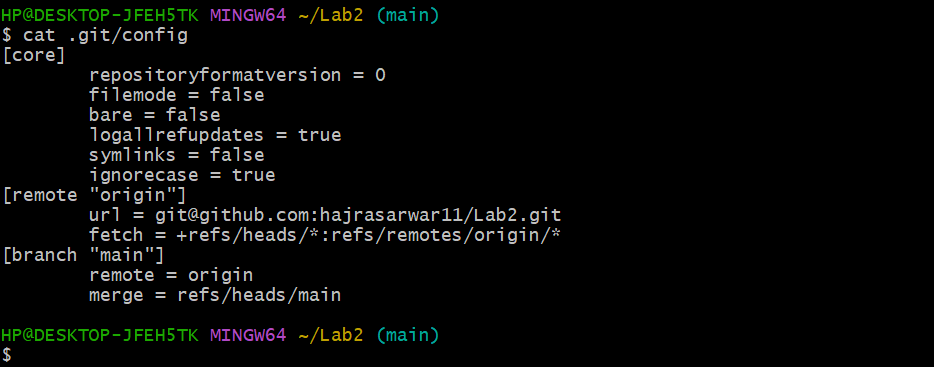 HP@DESKTOP-JFEH5TK MINGW64 ~/Lab2 (main)
$ cat .git/config
[core]
        repositoryformatversion = 0
        filemode = false
        bare = false
        logallrefupdates = true
        symlinks = false
        ignorecase = true
[remote "origin"]
        url = git@github.com:hajrasarwar11/Lab2.git
        fetch = +refs/heads/*:refs/remotes/origin/*
[branch "main"]
        remote = origin
        merge = refs/heads/main

HP@DESKTOP-JFEH5TK MINGW64 ~/Lab2 (main)
$